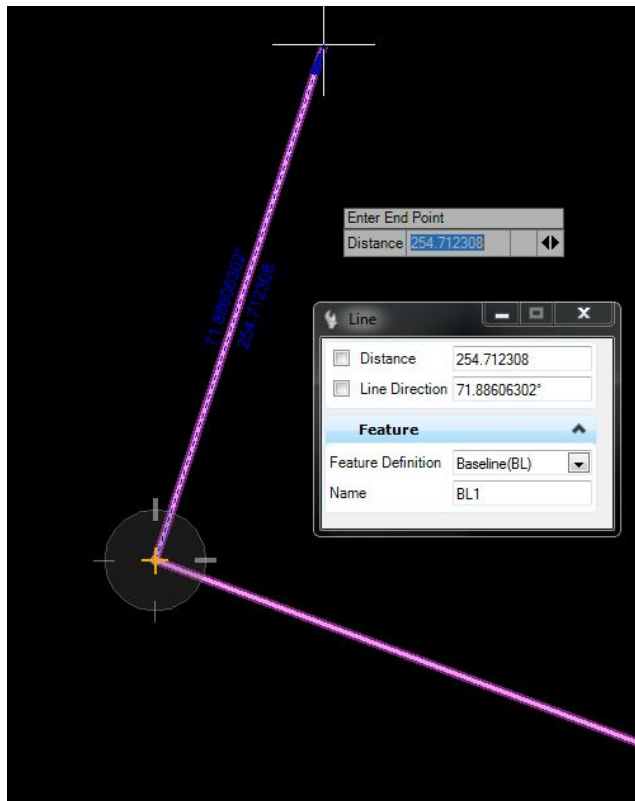 Enter End Point
Distance 254.712308
71.88606302°
254.712308
Line
Distance 254.712308
Line Direction 71.88606302°
Feature
Feature Definition Baseline(BL)
Name BL1